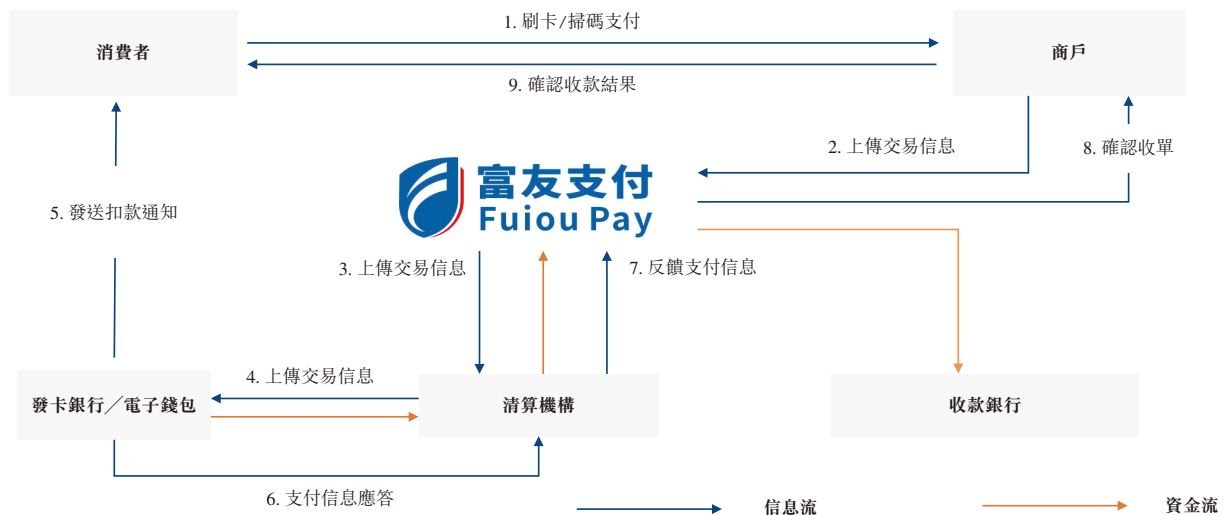 1. 刷卡/掃碼支付
消費者
商戶
9. 確認收款結果
2. 上傳交易信息
8. 確認收單
富友支付
Fuiou Pay
5. 發送扣款通知
3. 上傳交易信息
7. 反饋支付信息
4. 上傳交易信息
發卡銀行／電子錢包
清算機構
收款銀行
6. 支付信息應答
信息流
資金流